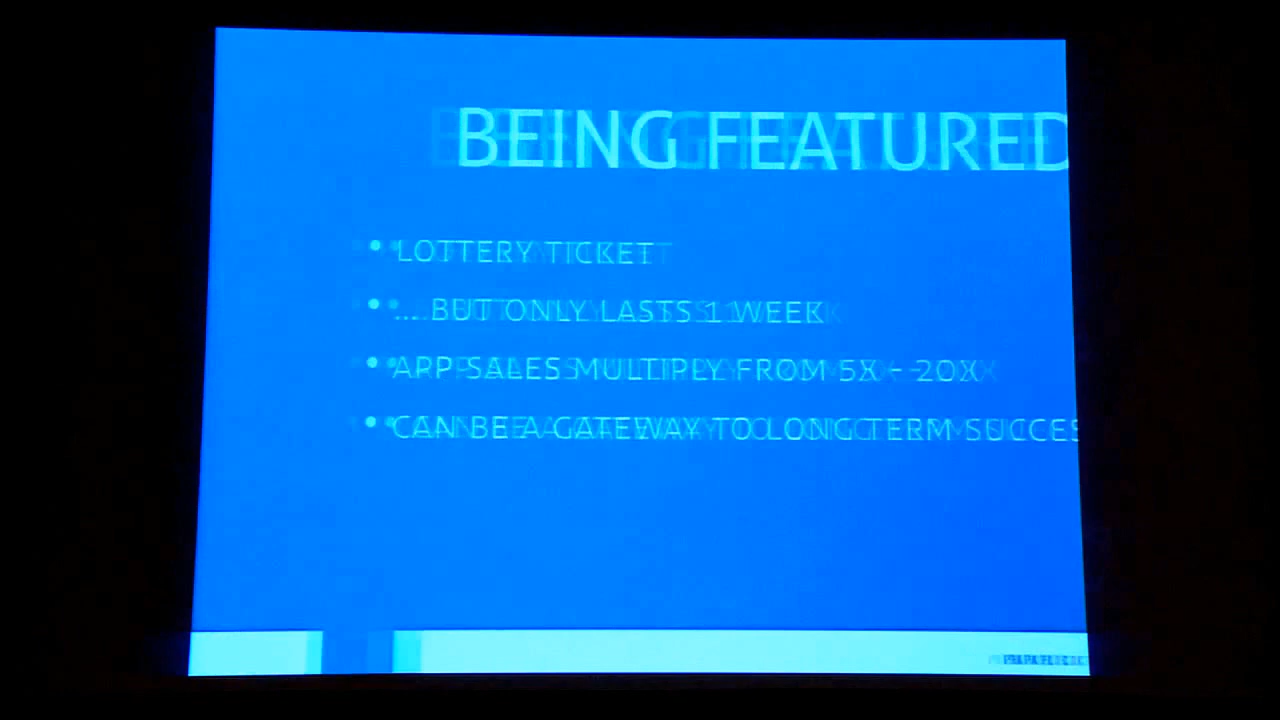 BEING FEATURED
• LOTTERY TICKET
• ....BUT ONLY LASTS 1 WEEK
• APP SALES MULTIPLY FROM 5X - 20X
• CAN BE A GATEWAY TO LONG TERM SUCCES